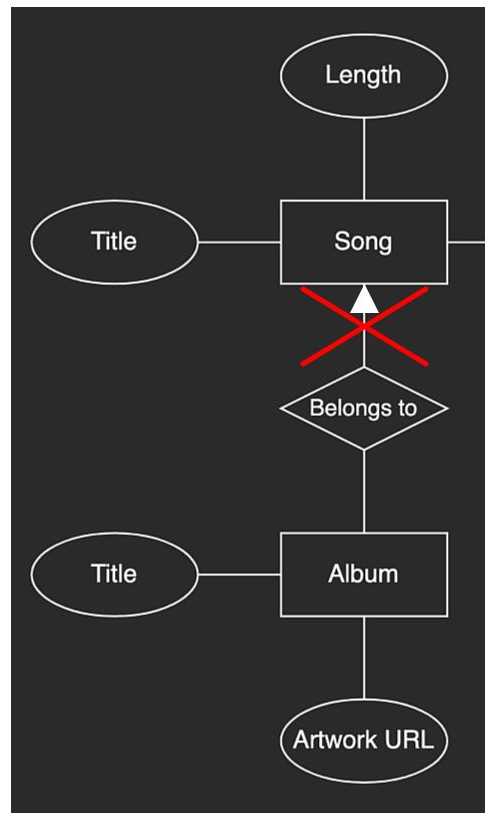 Length
Title
Song
Belongs to
Title
Album
Artwork URL